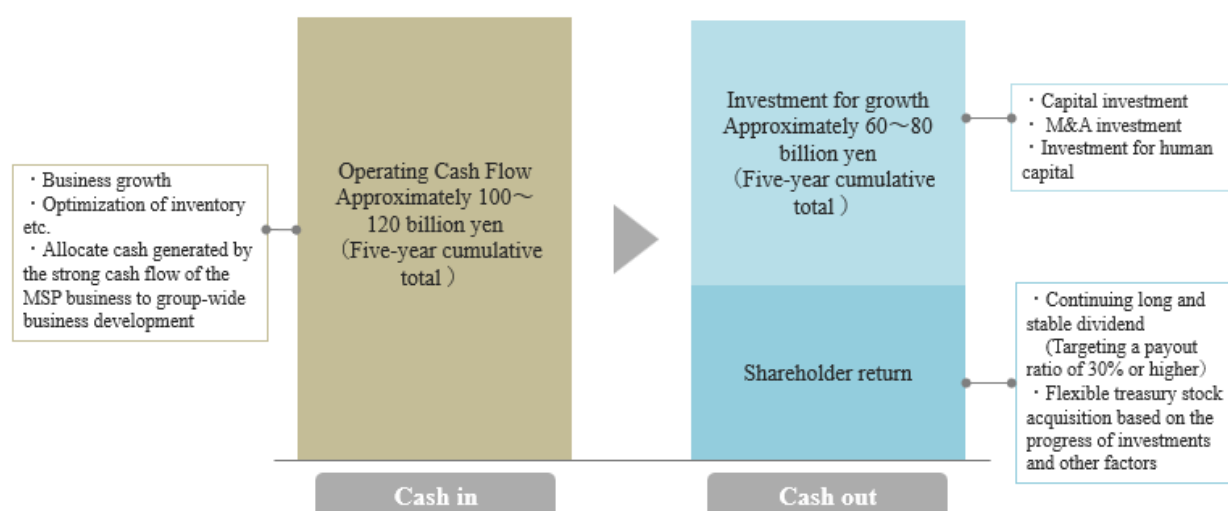 ・Business growth
・Optimization of inventory
etc.
・Allocate cash generated by
the strong cash flow of the
MSP business to group-wide
business development
Operating Cash Flow
Approximately 100～
120 billion yen
（Five-year cumulative
total ）
Investment for growth
Approximately 60～80
billion yen
（Five-year cumulative
total ）
・Capital investment
・ M&A investment
・Investment for human
capital
Shareholder return
・Continuing long and
stable dividend
(Targeting a payout
ratio of 30% or higher）
・Flexible treasury stock
acquisition based on the
progress of investments
and other factors
Cash in
Cash out